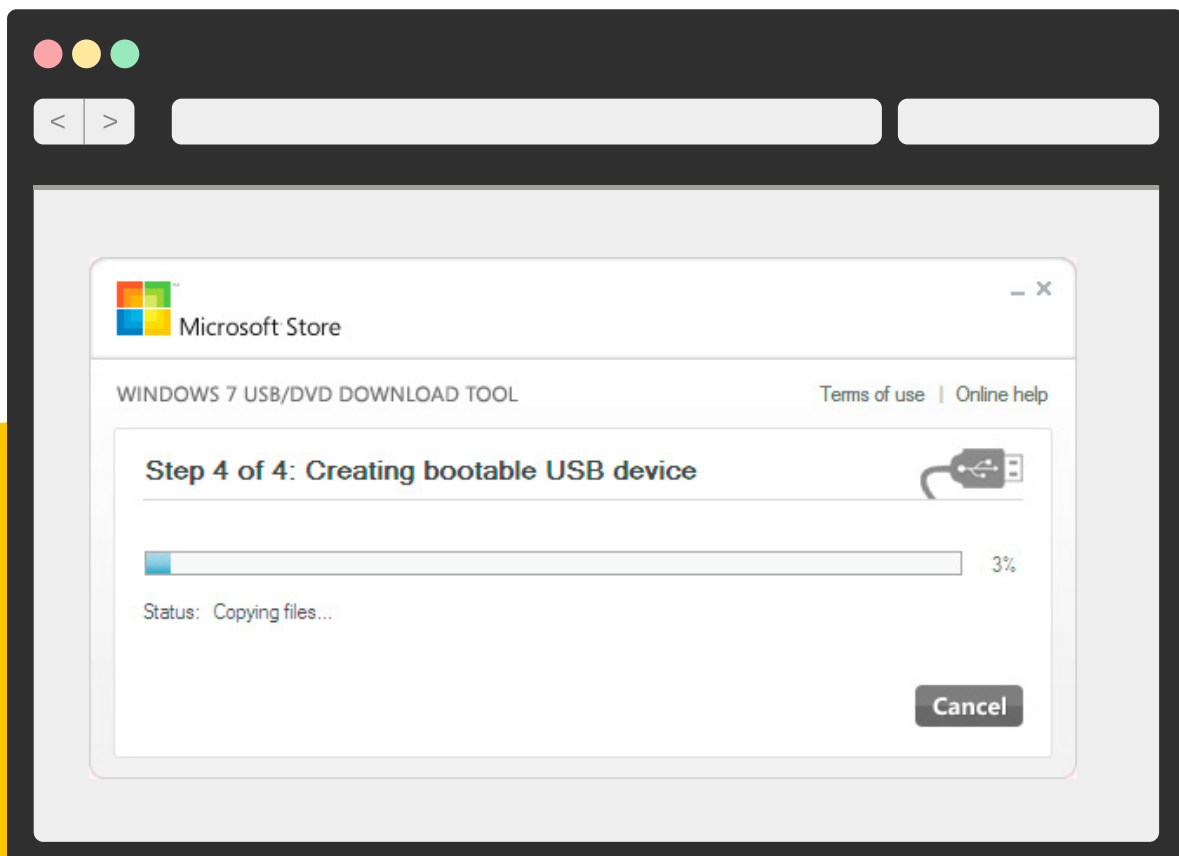 < >
Microsoft Store
WINDOWS 7 USB/DVD DOWNLOAD TOOL
Terms of use | Online help
Step 4 of 4: Creating bootable USB device
3%
Status: Copying files...
Cancel